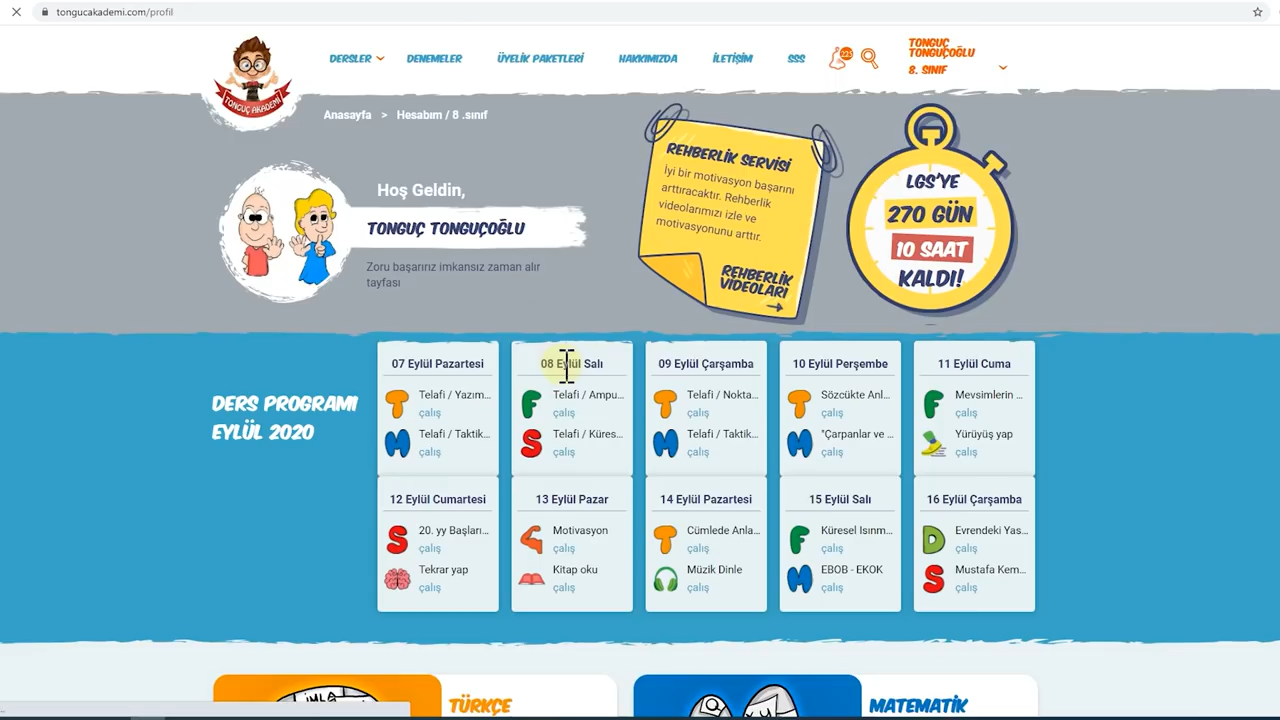 tongucakademi.com/profil
DERSLER
DENEMELER
ÜYELİK PAKETLERİ
HAKKIMIZDA
İLETİŞİM
SSS
223
TONGUÇ
TONGUÇOĞLU
8. SINIF
TONGUÇ AKADEMİ
Anasayfa > Hesabım / 8 .sınıf
Hoş Geldin,
TONGUÇ TONGUÇOĞLU
Zoru başarırız imkansız zaman alır
tayfası
REHBERLİK SERVİSİ
İyi bir motivasyon başarını
arttıracaktır. Rehberlik
videolarımızı izle ve
motivasyonunu arttır.
REHBERLİK
VİDEOLARI
LGS'YE
270 GÜN
10 SAAT
KALDI!
DERS PROGRAMI
EYLÜL 2020
07 Eylül Pazartesi
T
Telafi / Yazım...
çalış
M
Telafi / Taktik...
çalış
08 Eylül Salı
F
Telafi / Ampu...
çalış
S
Telafi / Küres...
çalış
09 Eylül Çarşamba
T
Telafi / Nokta...
çalış
M
Telafi / Taktik...
çalış
10 Eylül Perşembe
T
Sözcükte Anl...
çalış
M
"Çarpanlar ve ...
çalış
11 Eylül Cuma
F
Mevsimlerin ...
çalış
Yürüyüş yap
çalış
12 Eylül Cumartesi
S
20. yy Başları...
çalış
Tekrar yap
çalış
13 Eylül Pazar
Motivasyon
çalış
Kitap oku
çalış
14 Eylül Pazartesi
T
Cümlede Anla...
çalış
Müzik Dinle
çalış
15 Eylül Salı
F
Küresel Isınm...
çalış
M
EBOB - EKOK
çalış
16 Eylül Çarşamba
D
Evrendeki Yas...
çalış
S
Mustafa Kem...
çalış
İMLÂ
TÜRKÇE
MATEMATİK